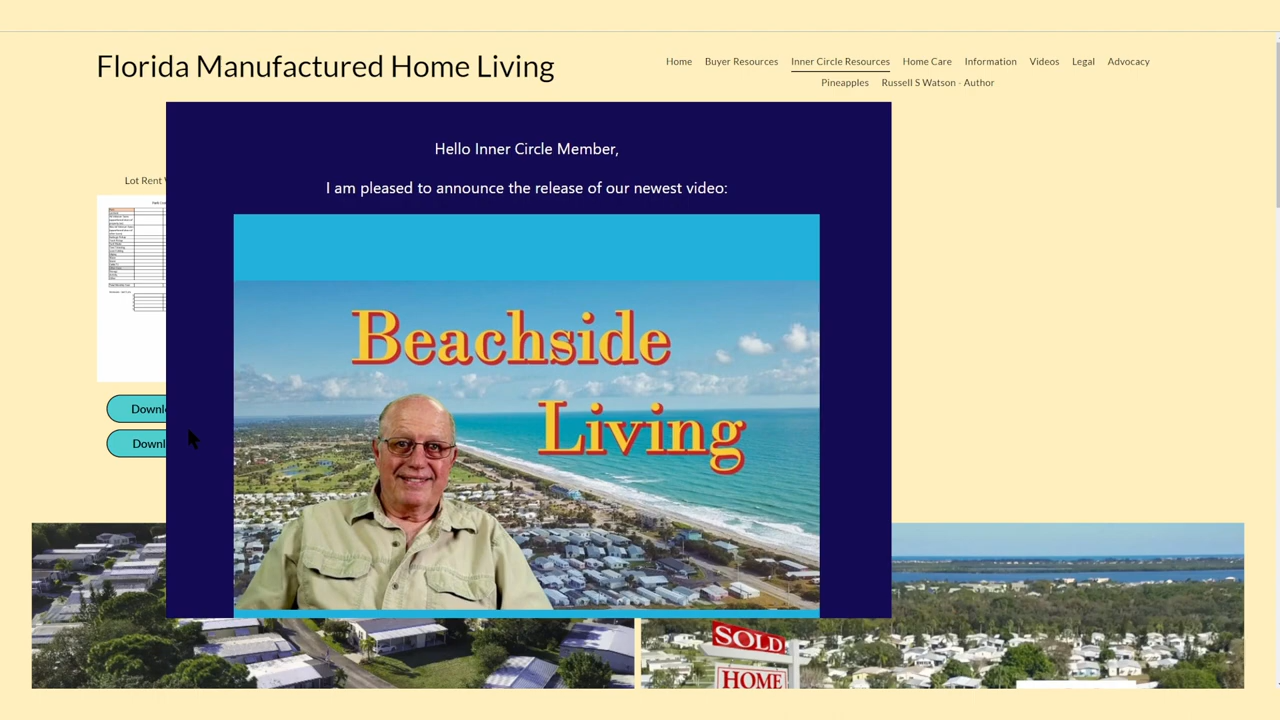 Florida Manufactured Home Living
Home Buyer Resources Inner Circle Resources Home Care Information Videos Legal Advocacy
Pineapples Russell S Watson - Author
Hello Inner Circle Member,
I am pleased to announce the release of our newest video:
Lot Rent
Beachside
Living
SOLD
HOME